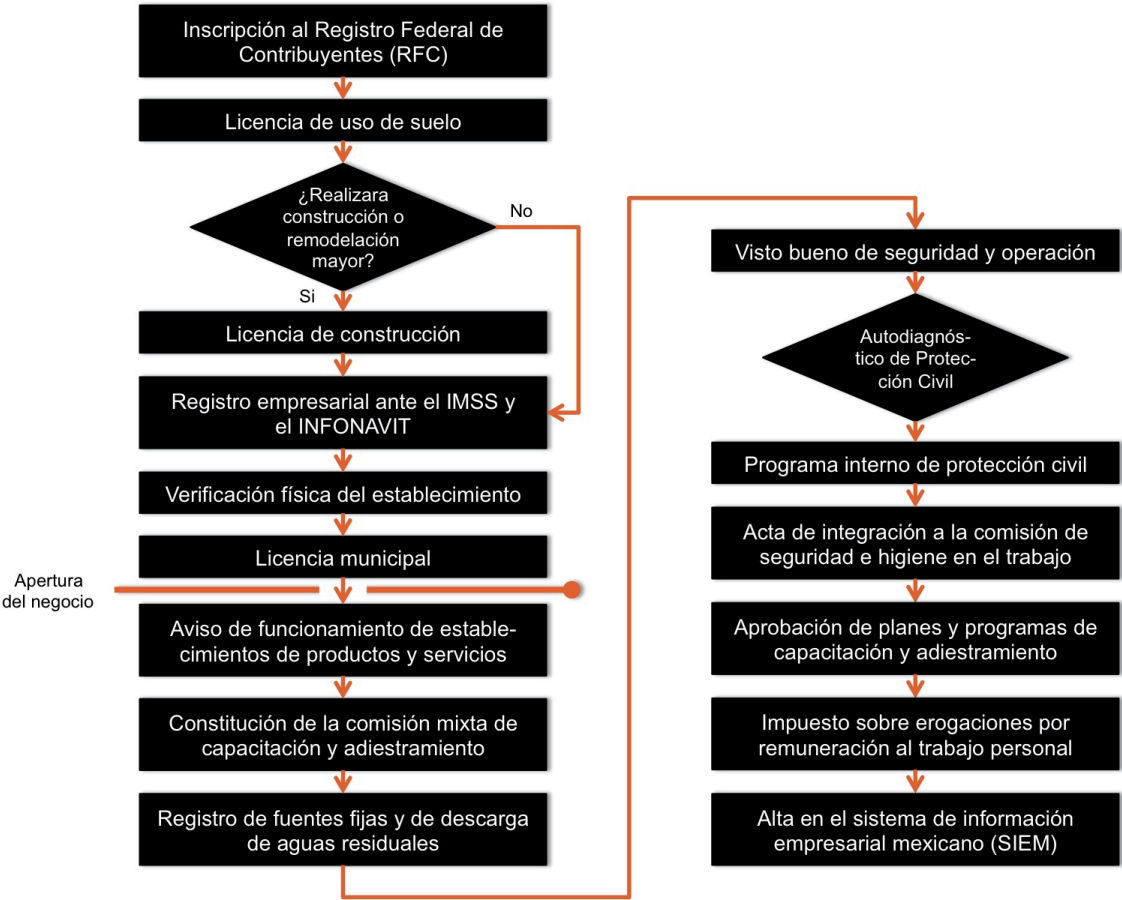 Inscripción al Registro Federal de
Contribuyentes (RFC)
Licencia de uso de suelo
¿Realizara
construcción o
remodelación
mayor?
No
Si
Licencia de construcción
Registro empresarial ante el IMSS y
el INFONAVIT
Verificación física del establecimiento
Licencia municipal
Apertura
del negocio
Aviso de funcionamiento de estable-
cimientos de productos y servicios
Constitución de la comisión mixta de
capacitación y adiestramiento
Registro de fuentes fijas y de descarga
de aguas residuales
Visto bueno de seguridad y operación
Autodiagnós-
tico de Protec-
ción Civil
Programa interno de protección civil
Acta de integración a la comisión de
seguridad e higiene en el trabajo
Aprobación de planes y programas de
capacitación y adiestramiento
Impuesto sobre erogaciones por
remuneración al trabajo personal
Alta en el sistema de información
empresarial mexicano (SIEM)